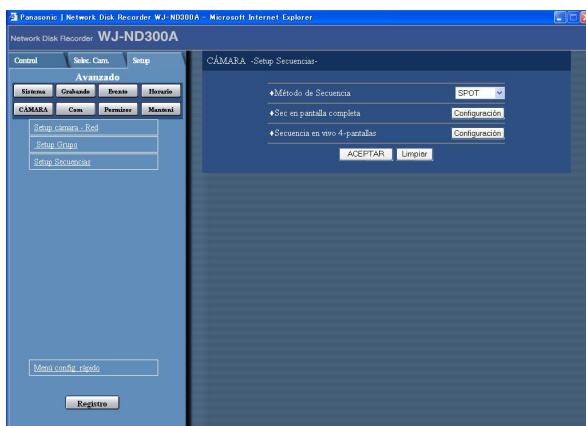 Panasonic | Network Disk Recorder WJ-ND300A - Microsoft Internet Explorer
Network Disk Recorder WJ-ND300A
Control Selec. Cam. Setup
Avanzado
Sistema Grabando Evento Horario
CÁMARA Com Permisos Manteni
Setup cámara - Red
Setup Grupo
Setup Secuencias
Menú config. rápido
Registro
CÁMARA -Setup Secuencias-
♦Método de Secuencia SPOT
♦Sec en pantalla completa Configuración
♦Secuencia en vivo 4-pantallas Configuración
ACEPTAR Limpiar